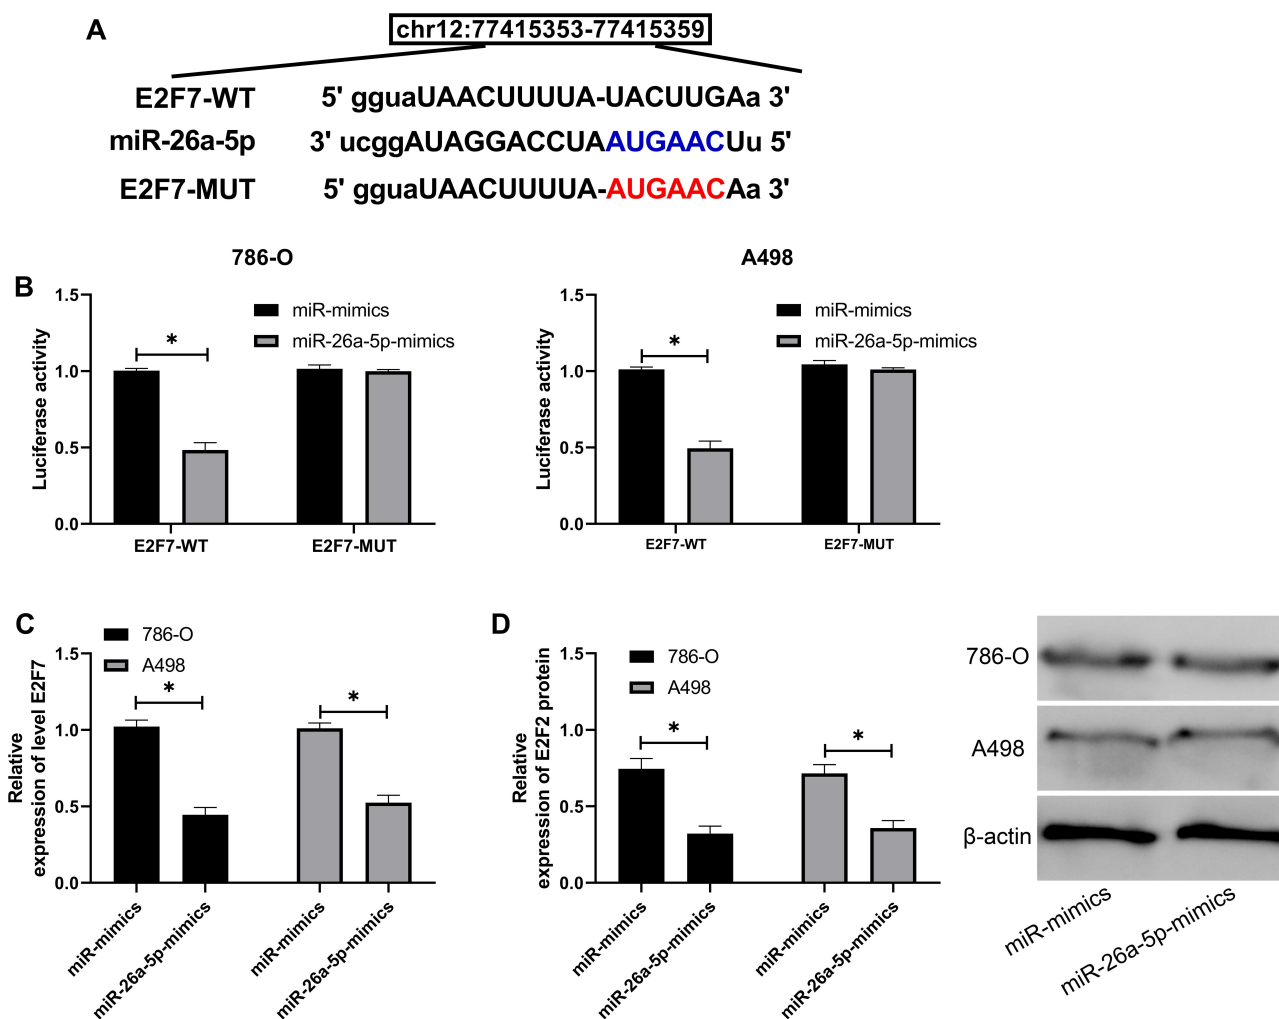 A
chr12:77415353-77415359
E2F7-WT 5' gguaUAACUUUUA-UACUUGAa 3'
miR-26a-5p 3' ucggAUAGGACCUAAUGAACUu 5'
E2F7-MUT 5' gguaUAACUUUUA-AUGAACAa 3'
B
786-O
Luciferase activity
1.5
1.0
0.5
0.0
miR-mimics
miR-26a-5p-mimics
*
E2F7-WT E2F7-MUT
A498
Luciferase activity
1.5
1.0
0.5
0.0
miR-mimics
miR-26a-5p-mimics
*
E2F7-WT E2F7-MUT
C
Relative
expression of level E2F7
1.5
1.0
0.5
0.0
786-O
A498
* *
miR-mimics
miR-26a-5p-mimics
miR-mimics
miR-26a-5p-mimics
D
Relative
expression of E2F2 protein
1.5
1.0
0.5
0.0
786-O
A498
* *
miR-mimics
miR-26a-5p-mimics
miR-mimics
miR-26a-5p-mimics
786-O
A498
β-actin
miR-mimics
miR-26a-5p-mimics